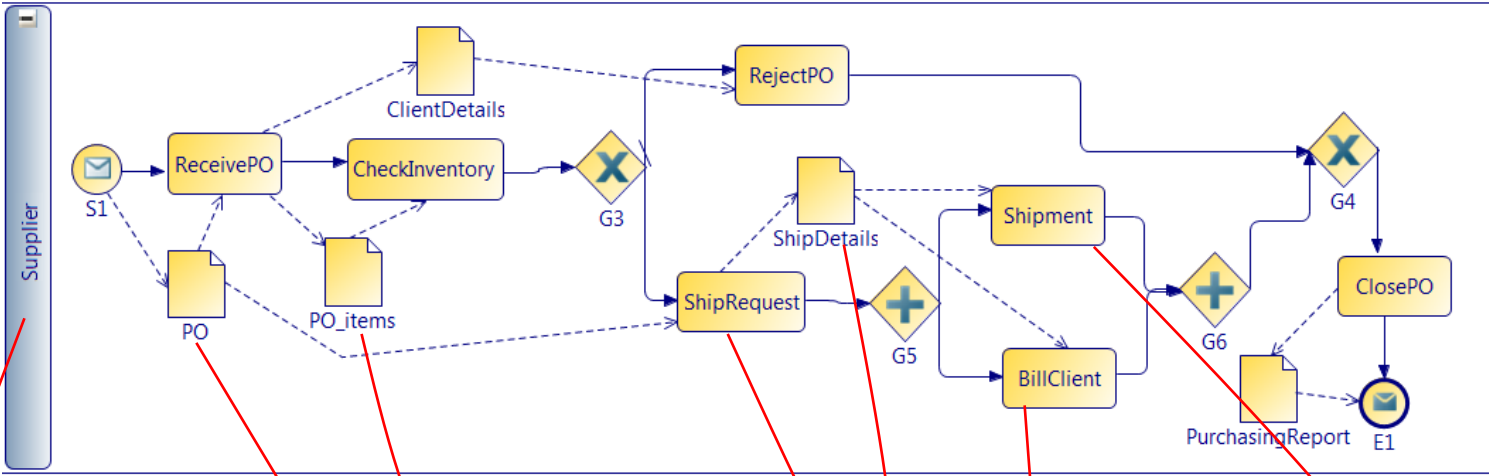 Supplier
S1
ReceivePO
PO
PO_items
ClientDetails
CheckInventory
G3
RejectPO
ShipRequest
ShipDetails
G5
Shipment
BillClient
G6
G4
ClosePO
PurchasingReport
E1